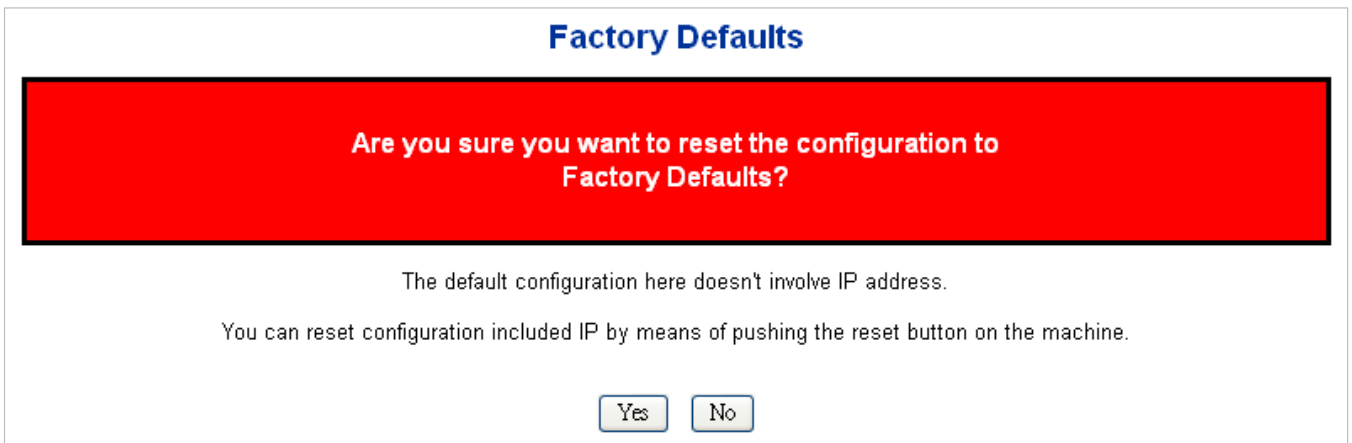 Factory Defaults
Are you sure you want to reset the configuration to
Factory Defaults?
The default configuration here doesn't involve IP address.
You can reset configuration included IP by means of pushing the reset button on the machine.
Yes No